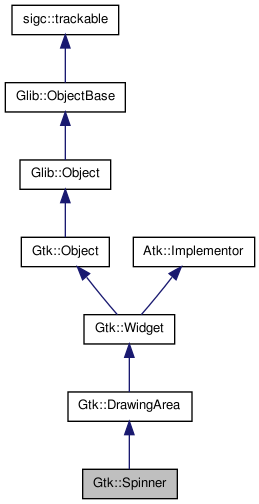 sigc::trackable
Glib::ObjectBase
Glib::Object
Gtk::Object
Atk::Implementor
Gtk::Widget
Gtk::DrawingArea
Gtk::Spinner